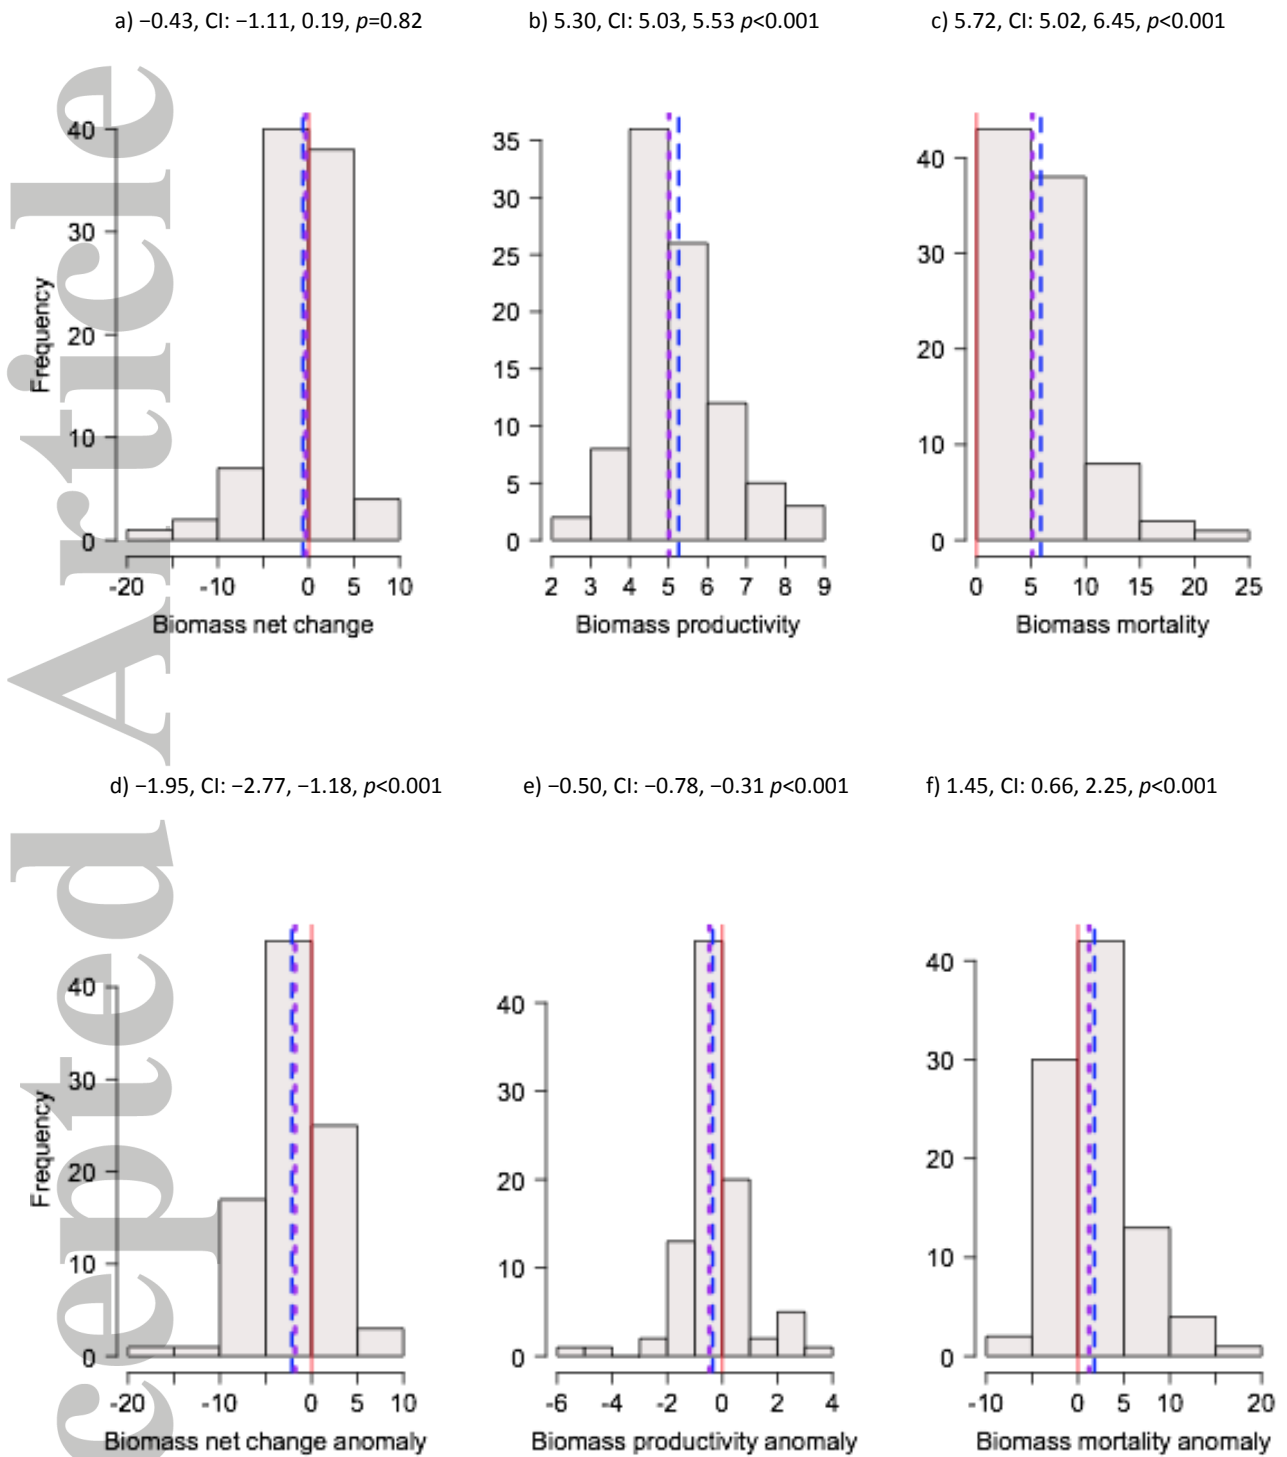 a) −0.43, CI: −1.11, 0.19, p=0.82
b) 5.30, CI: 5.03, 5.53 p<0.001
c) 5.72, CI: 5.02, 6.45, p<0.001
Frequency
0 10 20 30 40
-20 -10 0 5 10
Biomass net change
0 5 10 15 20 25 30 35
2 3 4 5 6 7 8 9
Biomass productivity
0 10 20 30 40
0 5 10 15 20 25
Biomass mortality
d) −1.95, CI: −2.77, −1.18, p<0.001
e) −0.50, CI: −0.78, −0.31 p<0.001
f) 1.45, CI: 0.66, 2.25, p<0.001
Frequency
0 10 20 30 40
-20 -10 0 5 10
Biomass net change anomaly
0 10 20 30 40
-6 -4 -2 0 2 4
Biomass productivity anomaly
0 10 20 30 40
-10 0 5 10 20
Biomass mortality anomaly
cepted Article